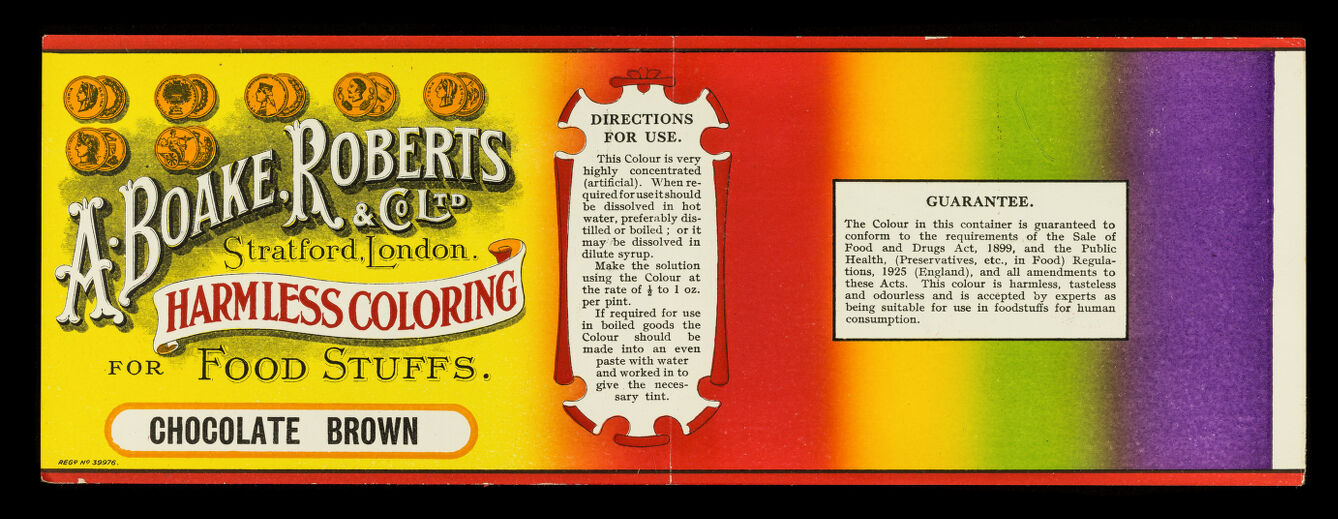 A. BOAKE. ROBERTS
& Co LTD
Stratford, London.
HARMLESS COLORING
FOR FOOD STUFFS.
CHOCOLATE BROWN
REGD No 39976.
DIRECTIONS
FOR USE.
This Colour is very
highly concentrated
(artificial). When re-
quired for use it should
be dissolved in hot
water, preferably dis-
tilled or boiled ; or it
may be dissolved in
dilute syrup.
Make the solution
using the Colour at
the rate of ½ to 1 oz.
per pint.
If required for use
in boiled goods the
Colour should be
made into an even
paste with water
and worked in to
give the neces-
sary tint.
GUARANTEE.
The Colour in this container is guaranteed to
conform to the requirements of the Sale of
Food and Drugs Act, 1899, and the Public
Health, (Preservatives, etc., in Food) Regula-
tions, 1925 (England), and all amendments to
these Acts. This colour is harmless, tasteless
and odourless and is accepted by experts as
being suitable for use in foodstuffs for human
consumption.